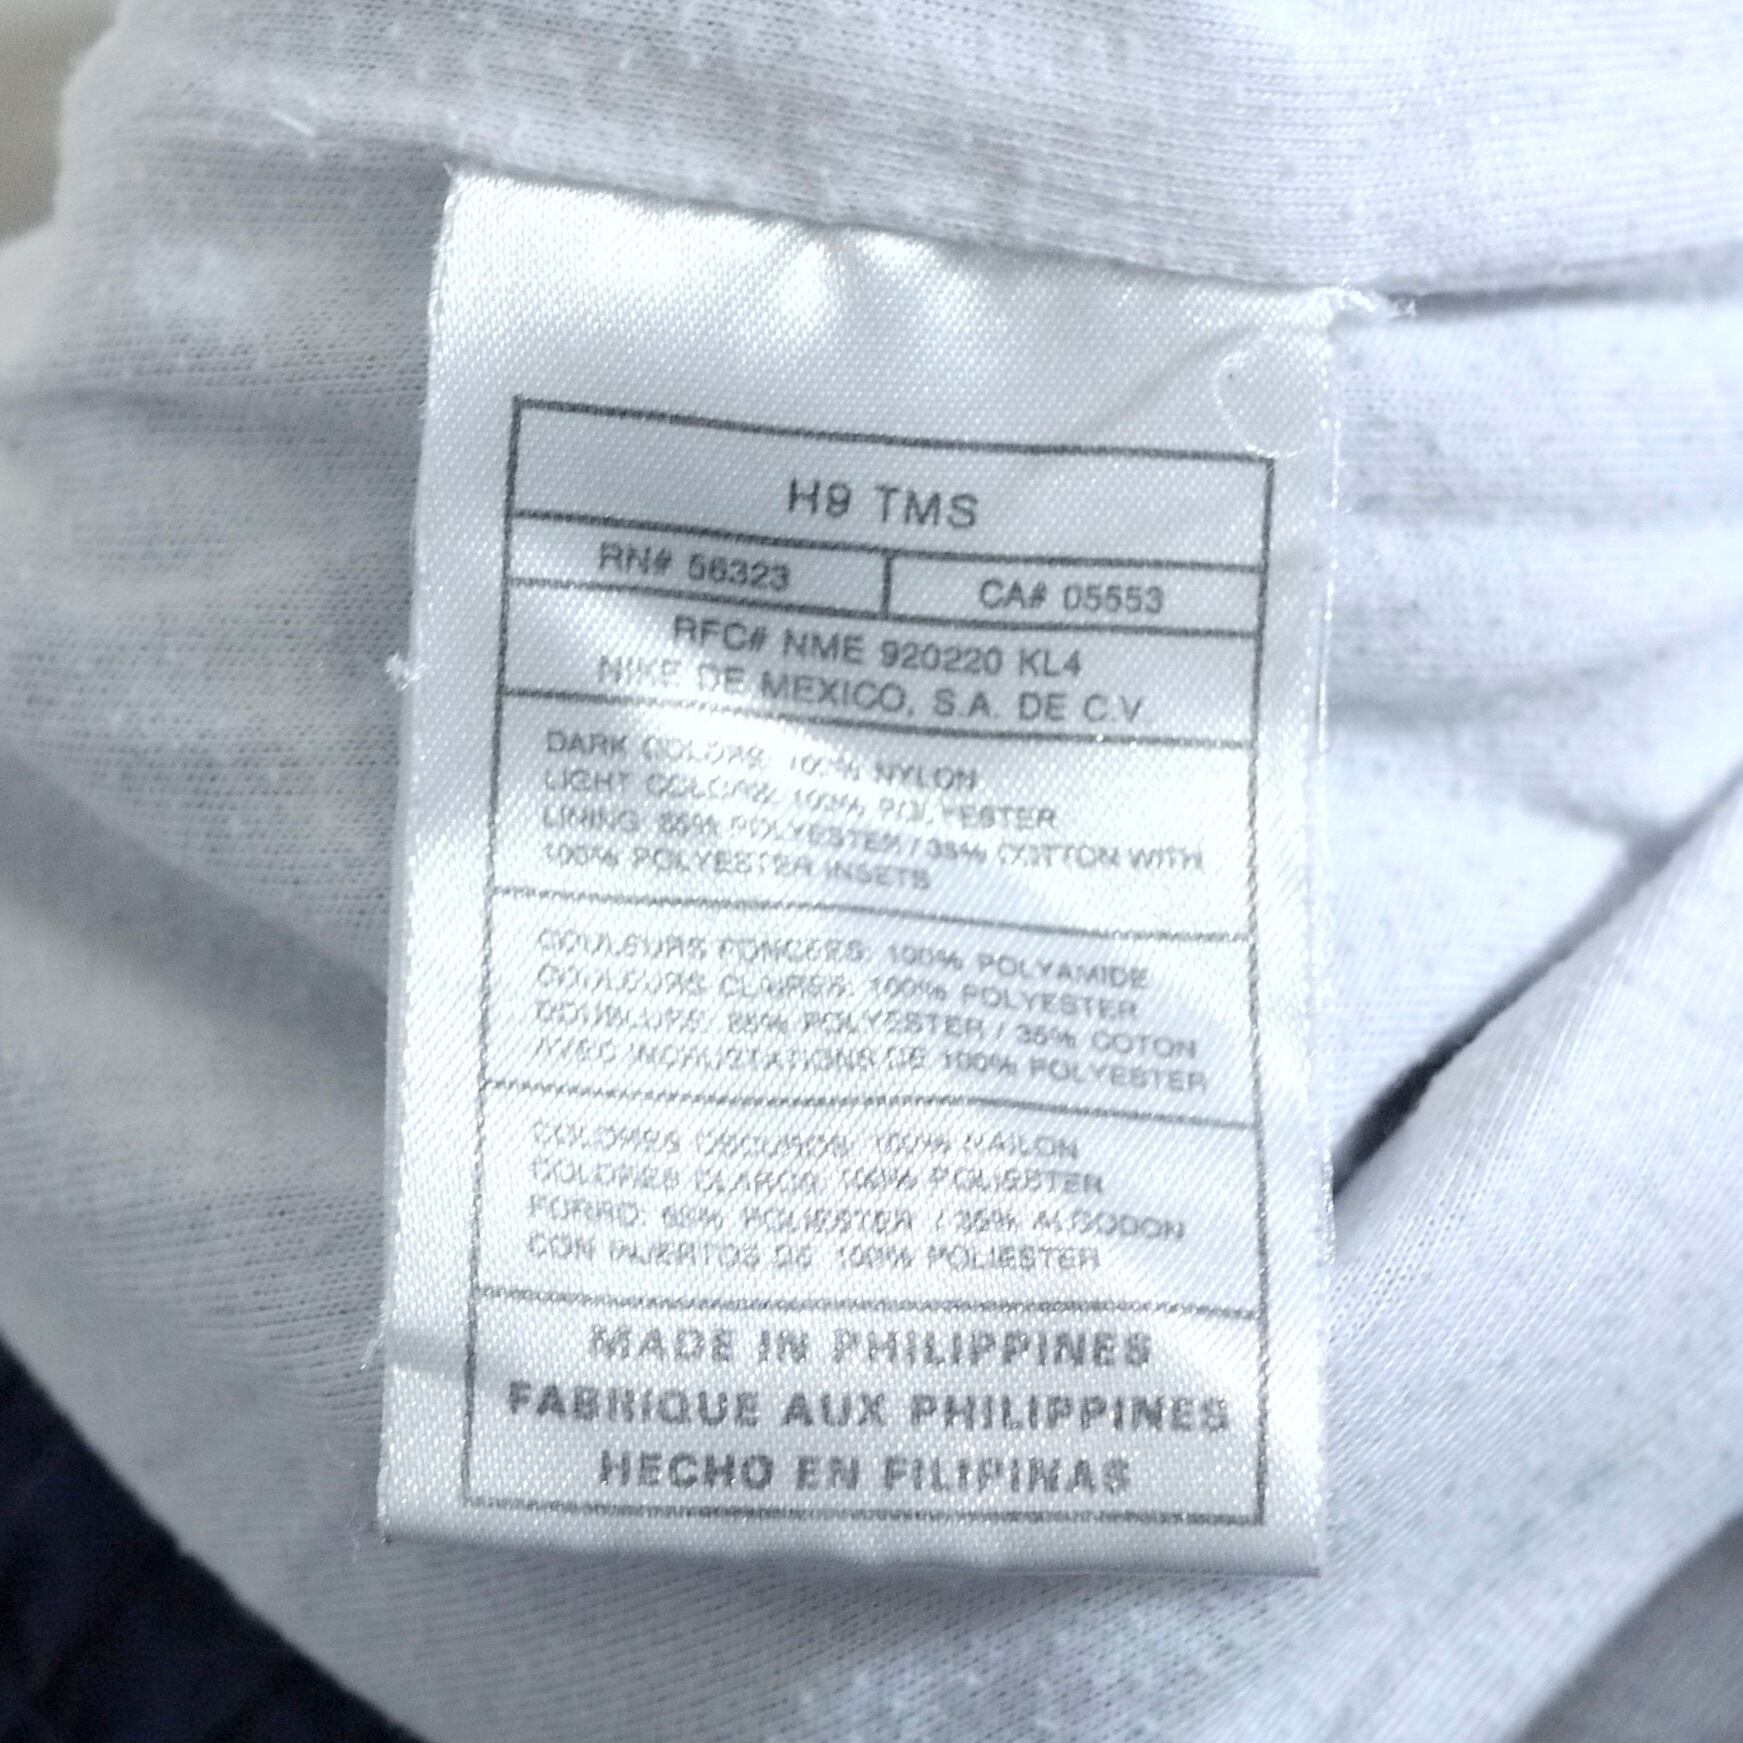 H9 TMS
RN# 56323
CA# 05553
RFC# NME 920220 KL4
NIKE DE MEXICO, S.A. DE C.V.
DARK COLORS: 100% NYLON
LIGHT COLORS: 100% POLYESTER
LINING: 65% POLYESTER / 35% COTTON WITH
100% POLYESTER INSETS
COULEURS FONCEES: 100% POLYAMIDE
COULEURS CLAIRES: 100% POLYESTER
DOUBLURE: 65% POLYESTER / 35% COTON
AVEC INCRUSTATIONS DE 100% POLYESTER
COLORES OBSCUROS: 100% NAILON
COLORES CLAROS: 100% POLIESTER
FORRO: 65% POLIESTER / 35% ALGODON
CON INJERTOS DE 100% POLIESTER
MADE IN PHILIPPINES
FABRIQUE AUX PHILIPPINES
HECHO EN FILIPINAS